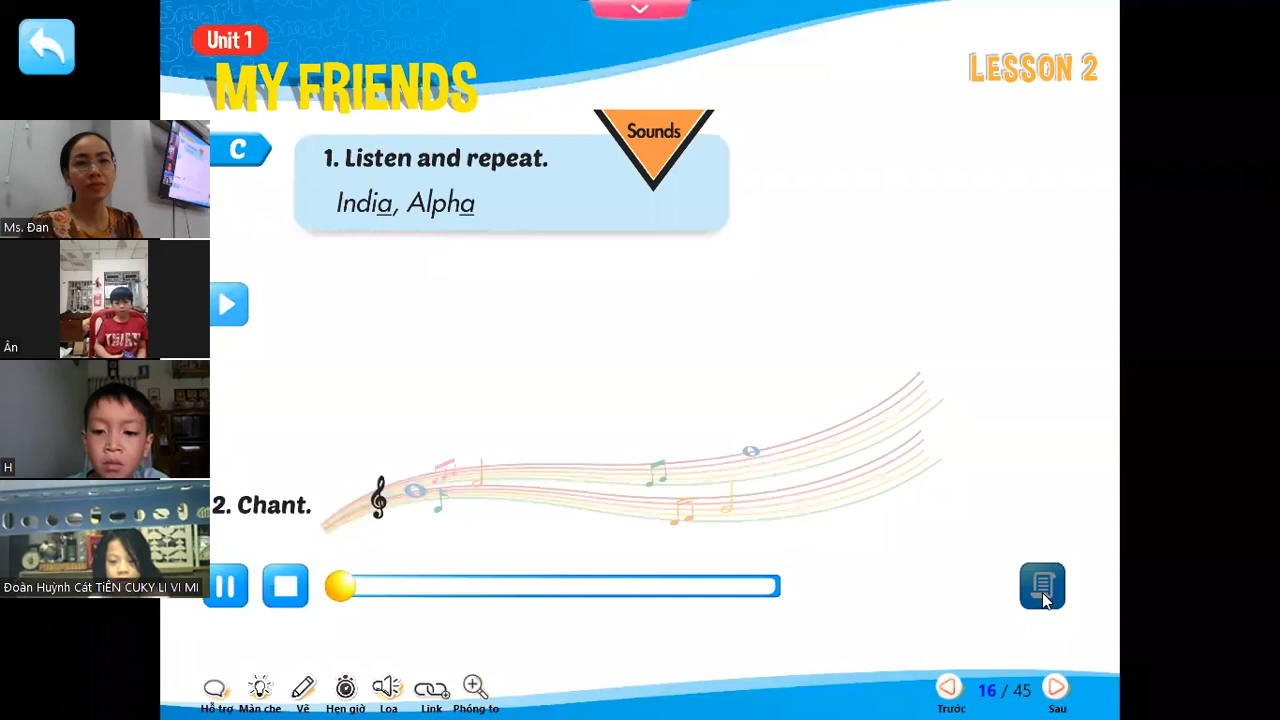 Unit 1
MY FRIENDS
LESSON 2
C
Sounds
1. Listen and repeat.
India, Alpha
Ms. Đan
Ân
H
2. Chant.
Đoàn Huỳnh Cát TiÊN CUKY LI VI MI
Hỗ trợ Màn che Vẽ Hẹn giờ Loa Link Phóng to
Trước 16 / 45 Sau